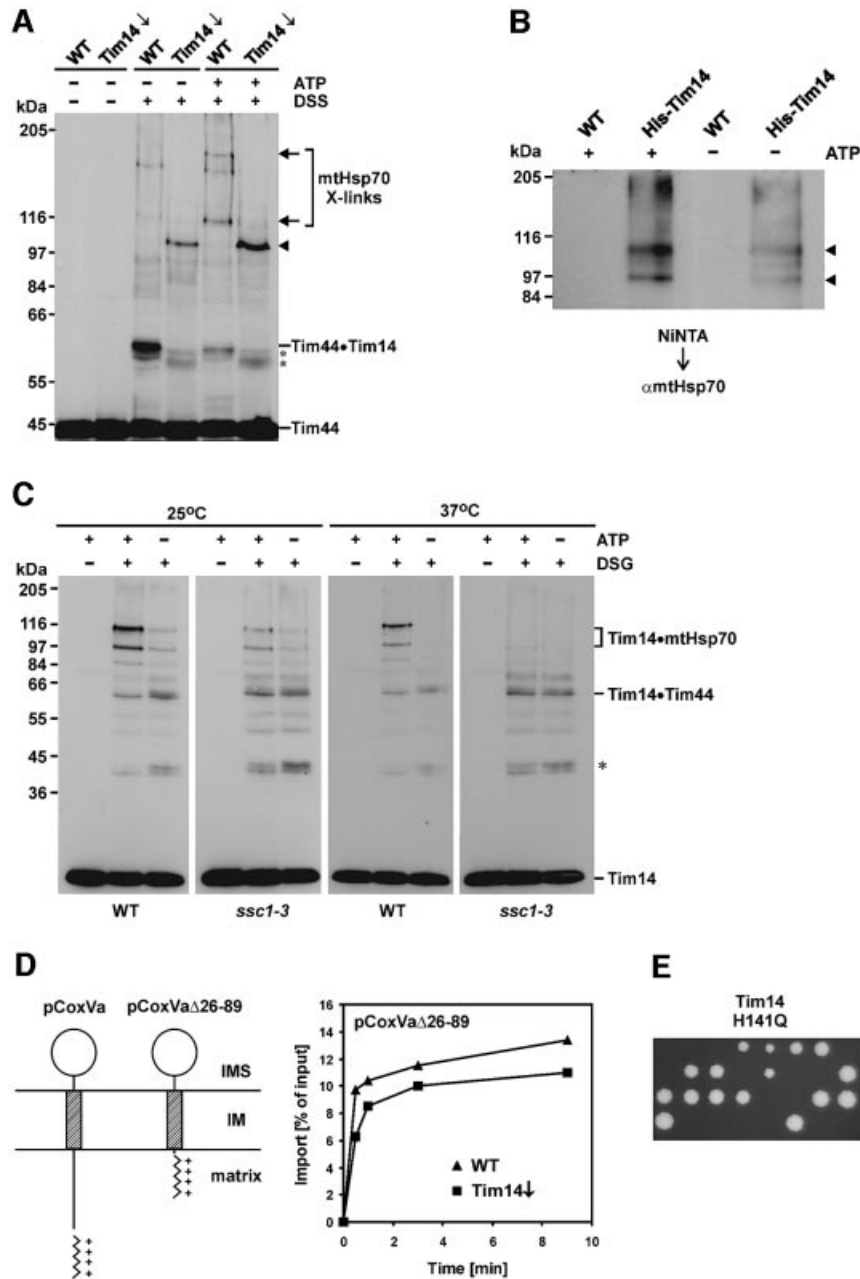 A
WT Tim14↓ WT Tim14↓ WT Tim14↓
– – – – + + ATP
– – + + + + DSS
kDa
205
116
97
84
66
55
45
mtHsp70
X-links
Tim44•Tim14
*
*
Tim44
B
WT His-Tim14 WT His-Tim14
kDa + + – – ATP
205
116
97
84
NiNTA
αmtHsp70
C
25ºC 37ºC
+ + – + + – + + – + + – ATP
– + + – + + – + + – + + DSG
kDa
205
116
97
84
66
55
45
36
Tim14•mtHsp70
Tim14•Tim44
*
Tim14
WT ssc1-3 WT ssc1-3
D
pCoxVa pCoxVaΔ26-89
IMS
IM
matrix
+
+
+
+
+
+
+
+
pCoxVaΔ26-89
Import [% of input]
14
12
10
8
6
4
2
0
WT
Tim14↓
0 2 4 6 8 10
Time [min]
E
Tim14
H141Q